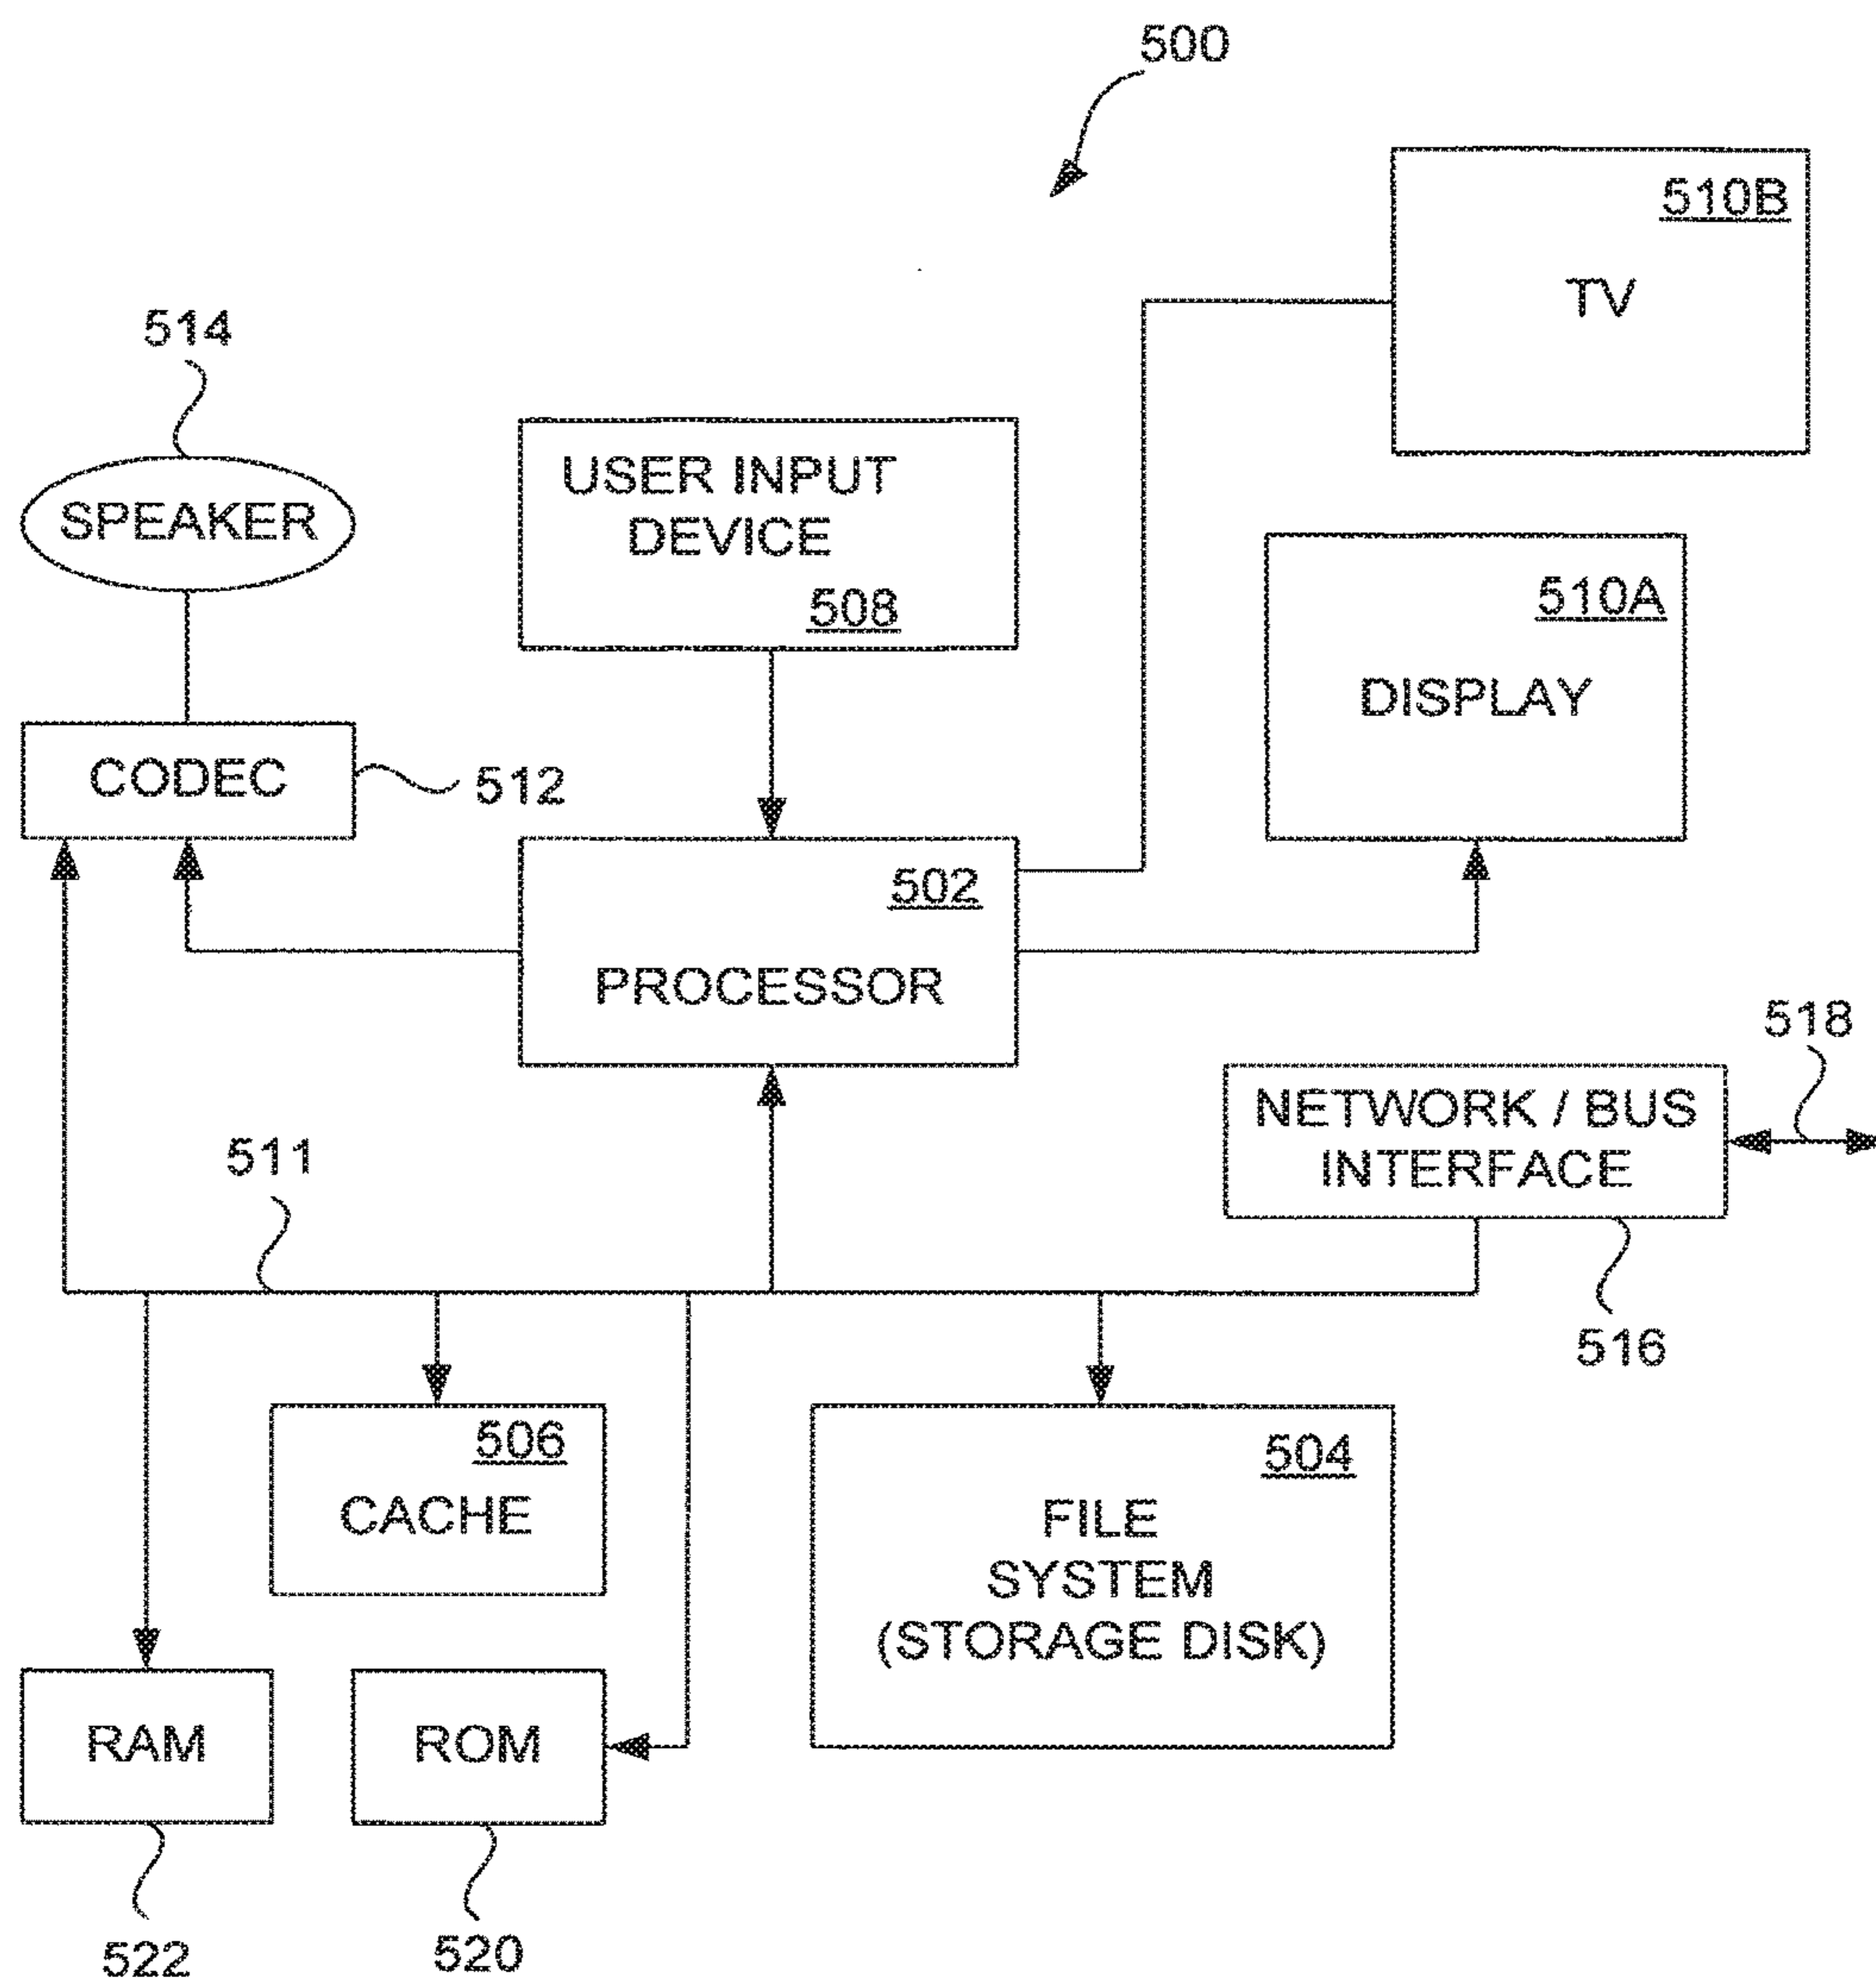 500
510B
TV
514
SPEAKER
USER INPUT
DEVICE
508
510A
DISPLAY
CODEC
512
502
PROCESSOR
518
NETWORK / BUS
INTERFACE
511
516
506
CACHE
504
FILE
SYSTEM
(STORAGE DISK)
RAM
ROM
522
520